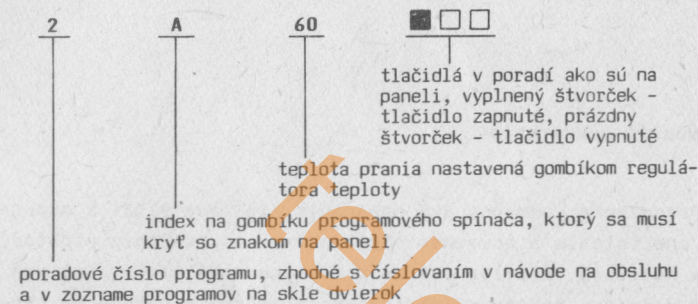 2 A 60
tlačidlá v poradí ako sú na
paneli, vyplnený štvorček -
tlačidlo zapnuté, prázdny
štvorček - tlačidlo vypnuté
teplota prania nastavená gombíkom regulá-
tora teploty
index na gombíku programového spínača, ktorý sa musí
kryť so znakom na paneli
poradové číslo programu, zhodné s číslovaním v návode na obsluhu
a v zozname programov na skle dvierok